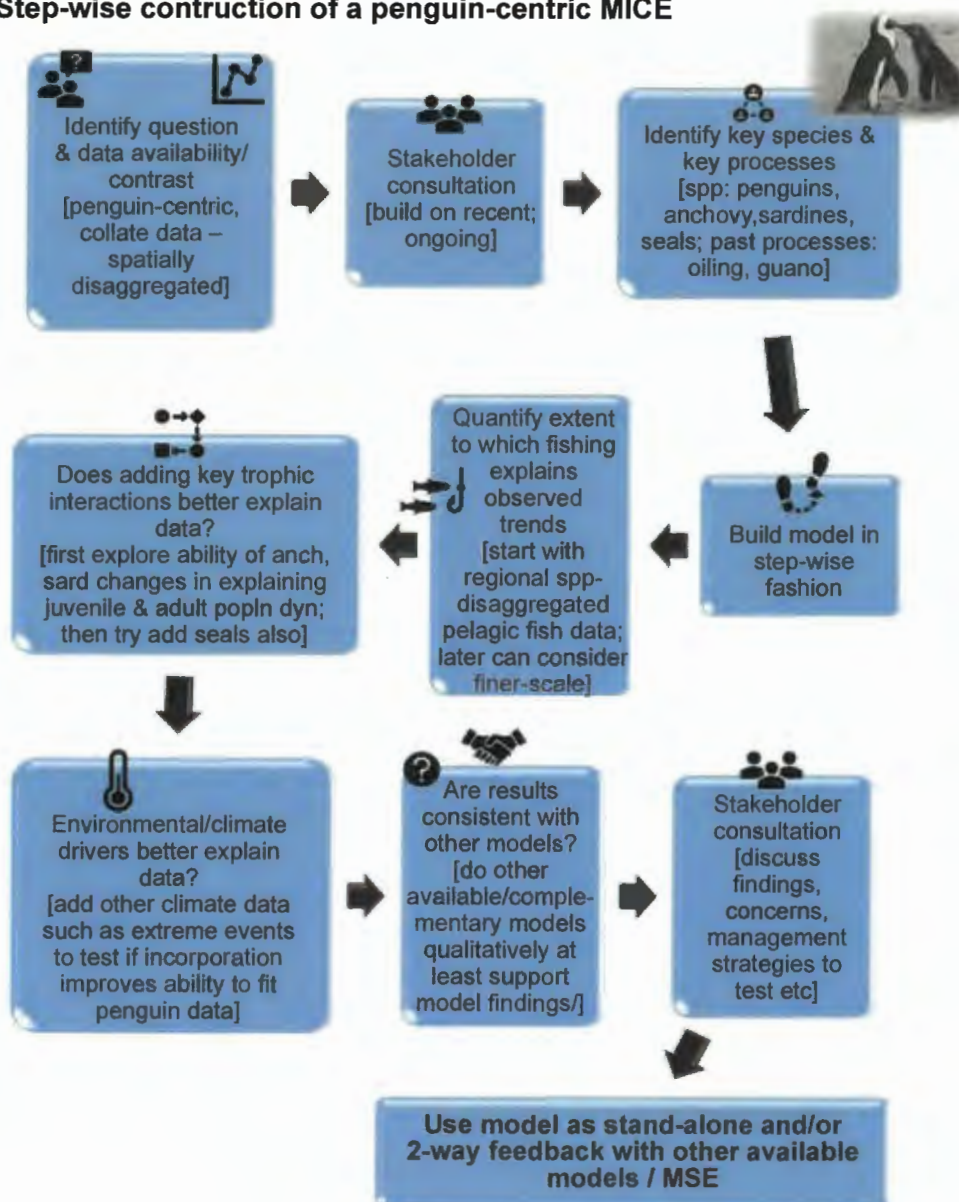 Step-wise contruction of a penguin-centric MICE
Identify question
& data availability/
contrast
[penguin-centric,
collate data –
spatially
disaggregated]
Stakeholder
consultation
[build on recent;
ongoing]
Identify key species &
key processes
[spp: penguins,
anchovy,sardines,
seals; past processes:
oiling, guano]
Build model in
step-wise
fashion
Quantify extent
to which fishing
explains
observed
trends
[start with
regional spp-
disaggregated
pelagic fish data;
later can consider
finer-scale]
Does adding key trophic
interactions better explain
data?
[first explore ability of anch,
sard changes in explaining
juvenile & adult popln dyn;
then try add seals also]
Environmental/climate
drivers better explain
data?
[add other climate data
such as extreme events
to test if incorporation
improves ability to fit
penguin data]
Are results
consistent with
other models?
[do other
available/comple-
mentary models
qualitatively at
least support
model findings/]
Stakeholder
consultation
[discuss
findings,
concerns,
management
strategies to
test etc]
Use model as stand-alone and/or
2-way feedback with other available
models / MSE